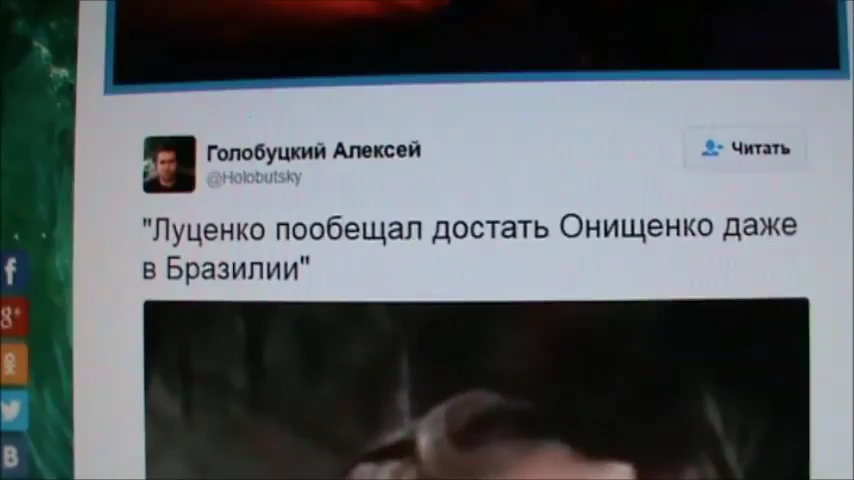 Голобуцкий Алексей
Читать
@Holobutsky
"Луценко пообещал достать Онищенко даже
в Бразилии"
f
g+
B